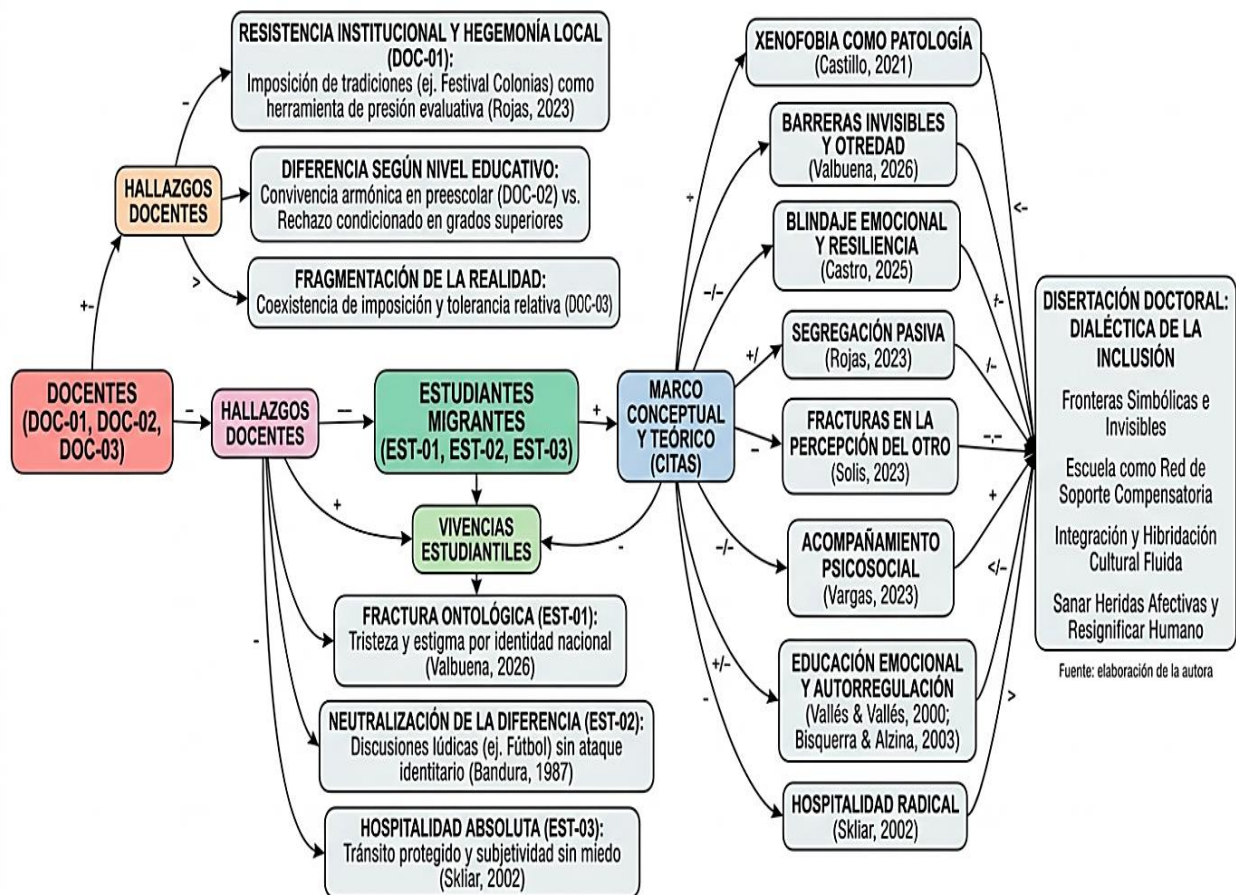 RESISTENCIA INSTITUCIONAL Y HEGEMONÍA LOCAL
(DOC-01):
Imposición de tradiciones (ej. Festival Colonias) como
herramienta de presión evaluativa (Rojas, 2023)
HALLAZGOS
DOCENTES
DIFERENCIA SEGÚN NIVEL EDUCATIVO:
Convivencia armónica en preescolar (DOC-02) vs.
Rechazo condicionado en grados superiores
FRAGMENTACIÓN DE LA REALIDAD:
Coexistencia de imposición y tolerancia relativa (DOC-03)
-
>
+-
DOCENTES
(DOC-01, DOC-02,
DOC-03)
-
HALLAZGOS
DOCENTES
—
ESTUDIANTES
MIGRANTES
(EST-01, EST-02, EST-03)
+
MARCO
CONCEPTUAL
Y TEÓRICO
(CITAS)
+
VIVENCIAS
ESTUDIANTILES
-
FRACTURA ONTOLÓGICA (EST-01):
Tristeza y estigma por identidad nacional
(Valbuena, 2026)
-
NEUTRALIZACIÓN DE LA DIFERENCIA (EST-02):
Discusiones lúdicas (ej. Fútbol) sin ataque
identitario (Bandura, 1987)
HOSPITALIDAD ABSOLUTA (EST-03):
Tránsito protegido y subjetividad sin miedo
(Skliar, 2002)
XENOFOBIA COMO PATOLOGÍA
(Castillo, 2021)
÷
BARRERAS INVISIBLES
Y OTREDAD
(Valbuena, 2026)
<-
BLINDAJE EMOCIONAL
Y RESILIENCIA
(Castro, 2025)
-/-
SEGREGACIÓN PASIVA
(Rojas, 2023)
+/
/-
FRACTURAS EN LA
PERCEPCIÓN DEL OTRO
(Solis, 2023)
-
ACOMPAÑAMIENTO
PSICOSOCIAL
(Vargas, 2023)
-/-
+
</-
EDUCACIÓN EMOCIONAL
Y AUTORREGULACIÓN
(Vallés & Vallés, 2000;
Bisquerra & Alzina, 2003)
+/-
-
>
HOSPITALIDAD RADICAL
(Skliar, 2002)
DISERTACIÓN DOCTORAL:
DIALÉCTICA DE LA
INCLUSIÓN
Fronteras Simbólicas e
Invisibles
Escuela como Red de
Soporte Compensatoria
Integración y Hibridación
Cultural Fluida
Sanar Heridas Afectivas y
Resignificar Humano
Fuente: elaboración de la autora